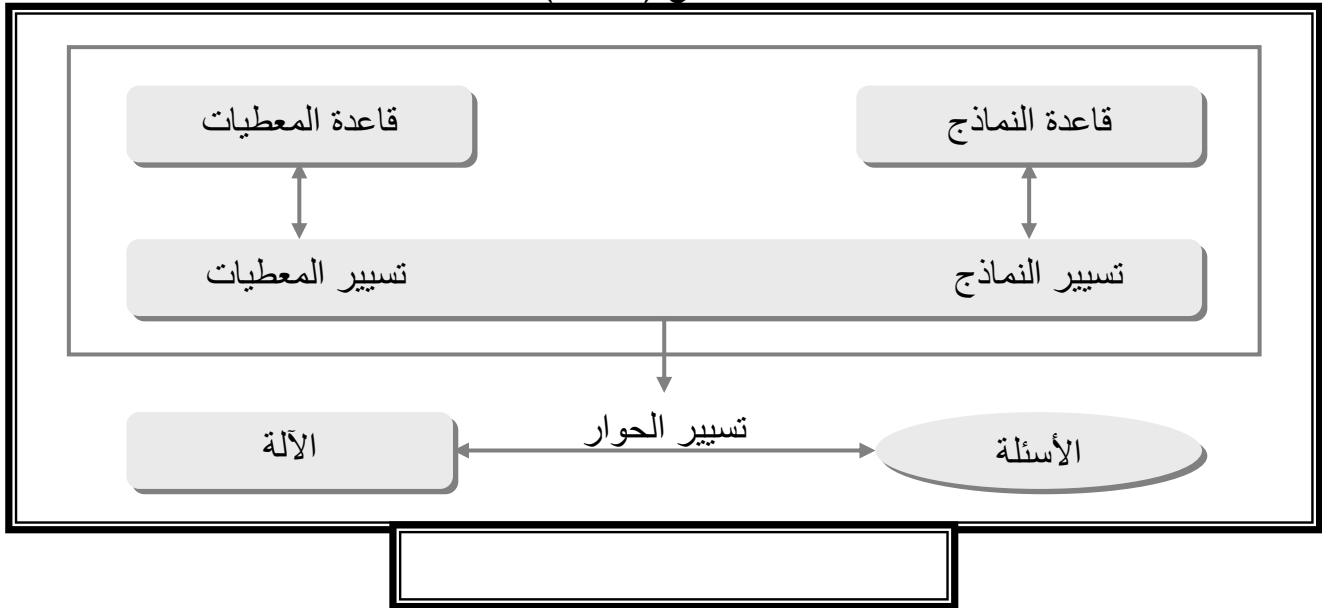 قاعدة النماذج
قاعدة المعطيات
تسيير النماذج
تسيير المعطيات
تسيير الحوار
الأسئلة
الآلة